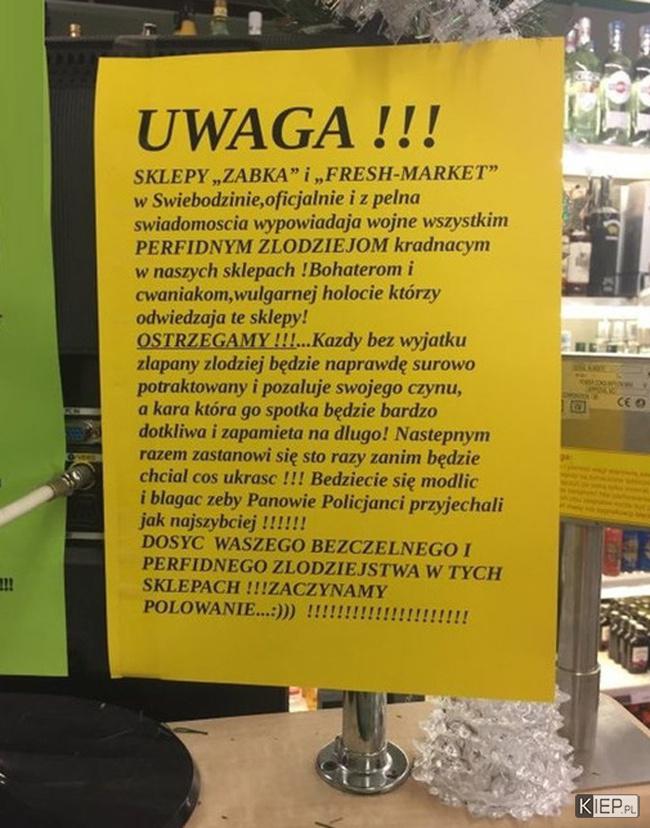 UWAGA !!!
SKLEPY „ZABKA” i „FRESH-MARKET”
w Swiebodzinie,oficjalnie i z pelna
swiadomoscia wypowiadaja wojne wszystkim
PERFIDNYM ZLODZIEJOM kradnacym
w naszych sklepach !Bohaterom i
cwaniakom,wulgarnej holocie którzy
odwiedzaja te sklepy!
OSTRZEGAMY !!!...Kazdy bez wyjatku
zlapany zlodziej będzie naprawdę surowo
potraktowany i pozaluje swojego czynu,
a kara która go spotka będzie bardzo
dotkliwa i zapamieta na dlugo! Nastepnym
razem zastanowi się sto razy zanim będzie
chcial cos ukrasc !!! Bedziecie się modlic
i blagac zeby Panowie Policjanci przyjechali
jak najszybciej !!!!!!
DOSYC WASZEGO BEZCZELNEGO I
PERFIDNEGO ZLODZIEJSTWA W TYCH
SKLEPACH !!!ZACZYNAMY
POLOWANIE...:))) !!!!!!!!!!!!!!!!!!!!!!
!!!
KIEP.PL